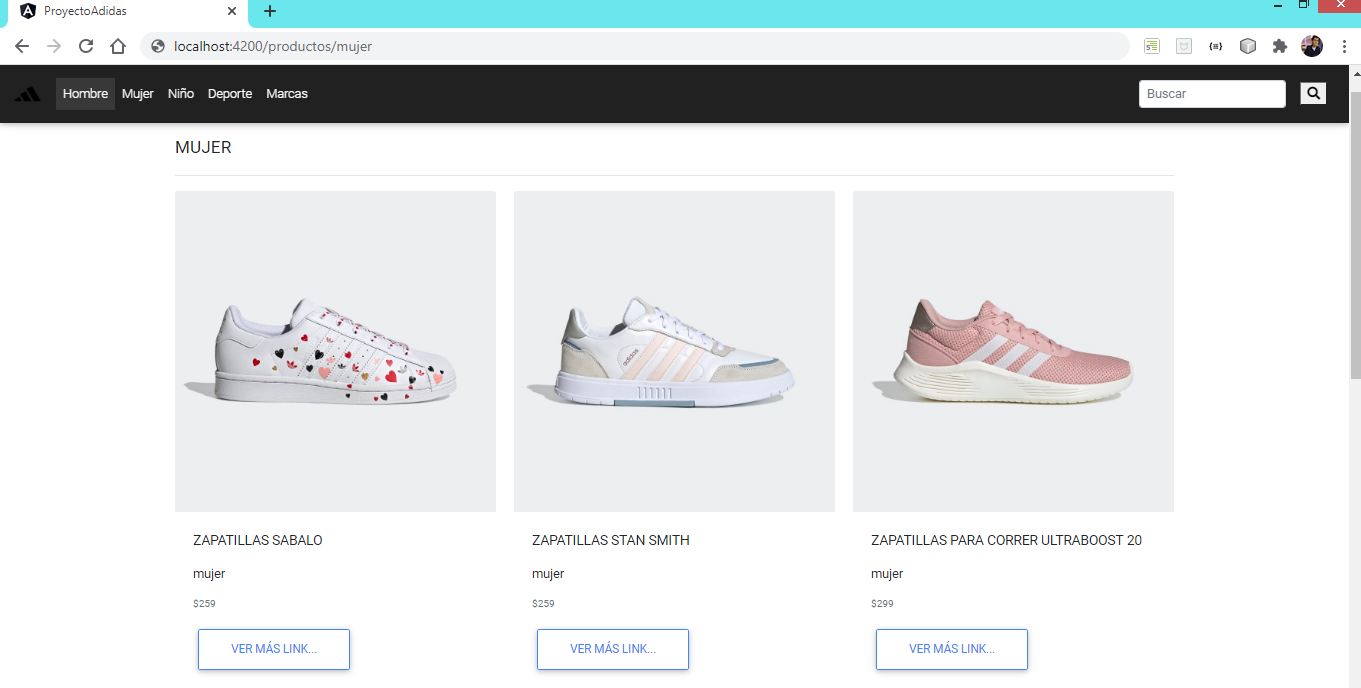 ProyectoAdidas
localhost:4200/productos/mujer
Hombre Mujer Niño Deporte Marcas Buscar
MUJER
adidas
ZAPATILLAS SABALO ZAPATILLAS STAN SMITH ZAPATILLAS PARA CORRER ULTRABOOST 20
mujer mujer mujer
$259 $259 $299
VER MÁS LINK... VER MÁS LINK... VER MÁS LINK...